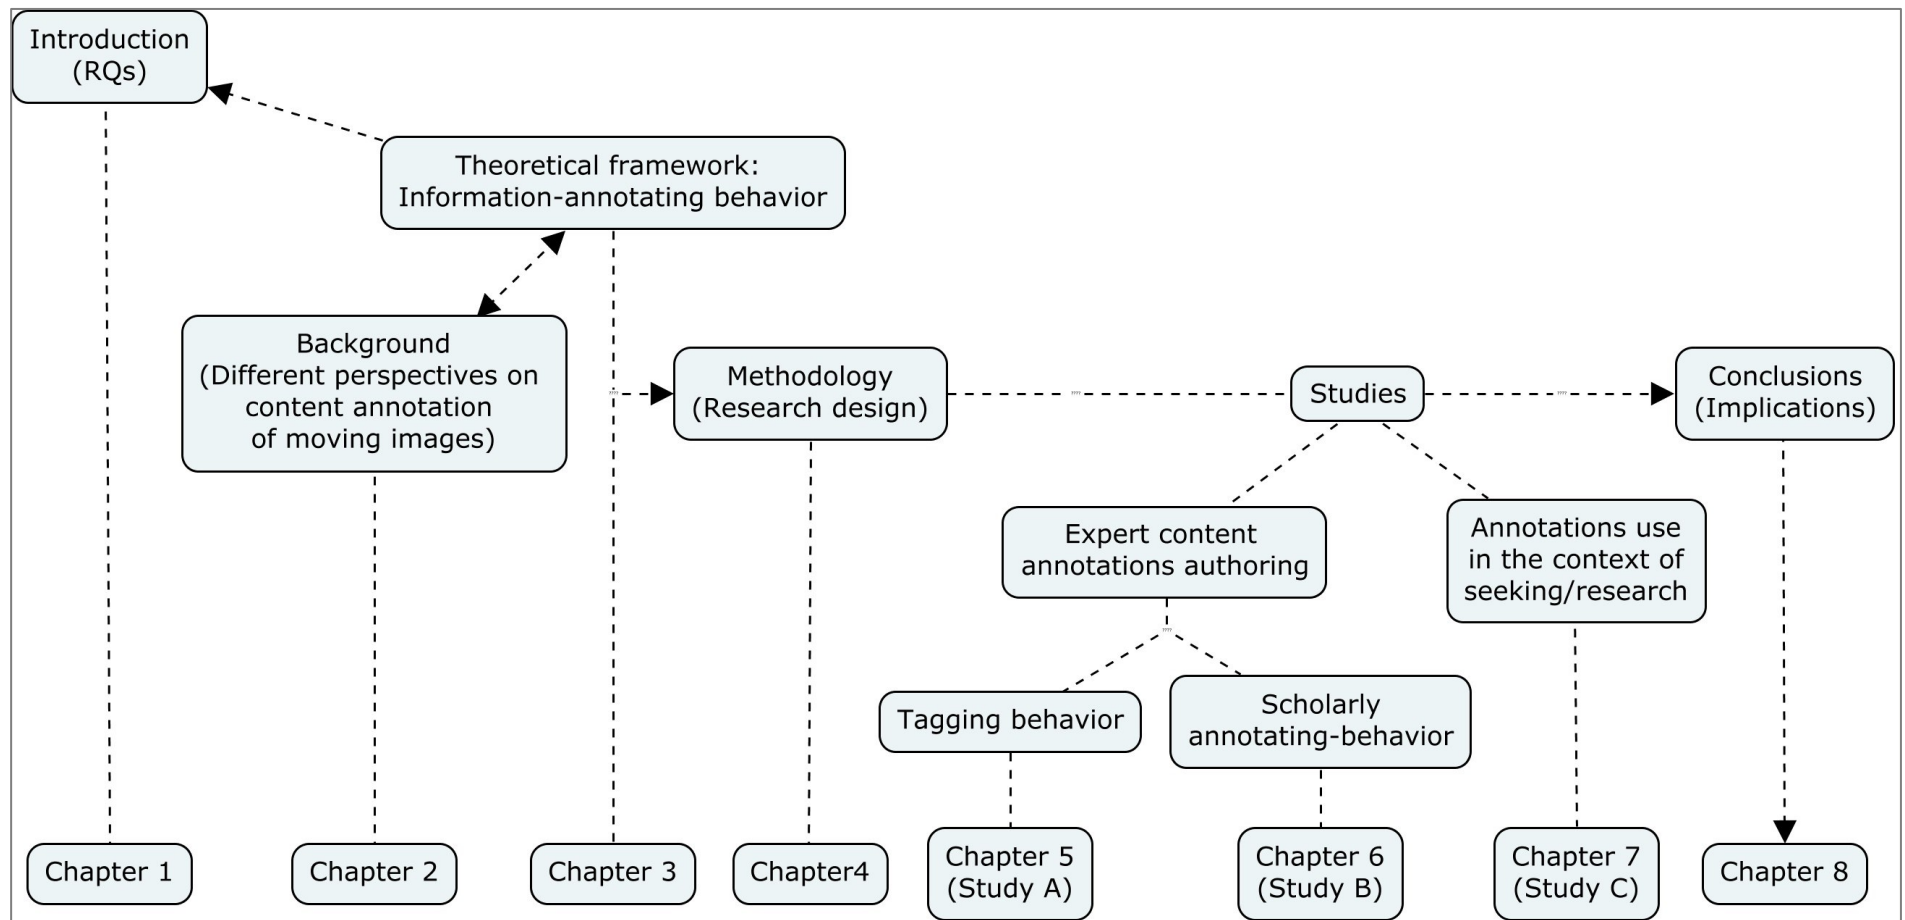 Introduction
(RQs)
Theoretical framework:
Information-annotating behavior
Background
(Different perspectives on
content annotation
of moving images)
Methodology
(Research design)
Studies
Conclusions
(Implications)
Expert content
annotations authoring
Annotations use
in the context of
seeking/research
Tagging behavior
Scholarly
annotating-behavior
Chapter 1
Chapter 2
Chapter 3
Chapter4
Chapter 5
(Study A)
Chapter 6
(Study B)
Chapter 7
(Study C)
Chapter 8